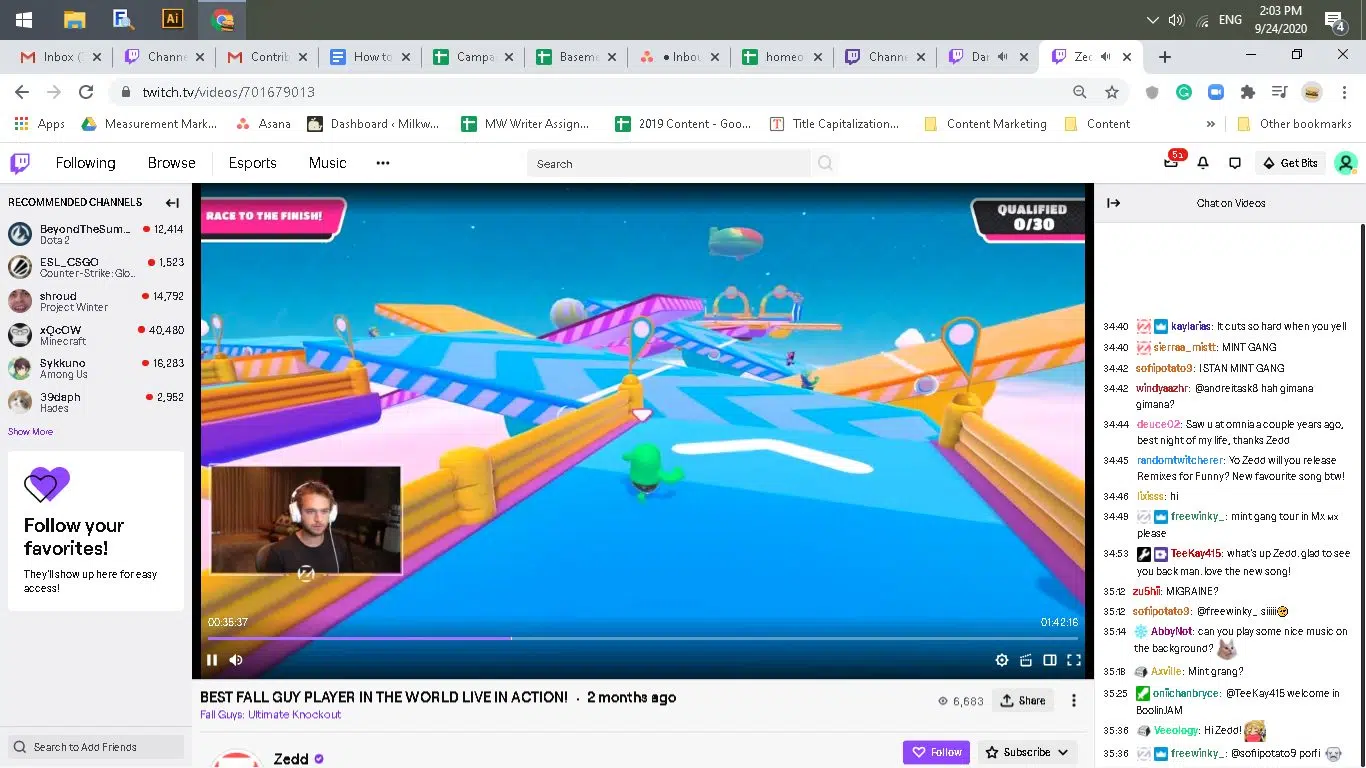 Ai
ENG
2:03 PM
9/24/2020
4
Inbox (
Channe
Contrib
How to
Campa
Basem
Inbo
homeo
Channe
Da
Zec
twitch.tv/videos/701679013
Apps
Measurement Mark...
Asana
Dashboard ‹ Milkw...
MW Writer Assign...
2019 Content - Goo...
Title Capitalization...
Content Marketing
Content
»
Other bookmarks
Following
Browse
Esports
Music
Search
51
Get Bits
RECOMMENDED CHANNELS
BeyondTheSum... 12,414
Dota 2
ESL_CSGO 1,523
Counter-Strike: Glo...
shroud 14,792
Project Winter
xQcOW 40,480
Minecraft
Sykkuno 16,283
Among Us
39daph 2,952
Hades
Show More
Follow your
favorites!
They'll show up here for easy
access!
Search to Add Friends
RACE TO THE FINISH!
QUALIFIED
0/30
00:35:37
01:42:16
BEST FALL GUY PLAYER IN THE WORLD LIVE IN ACTION! · 2 months ago
Fall Guys: Ultimate Knockout
6,683
Share
Zedd
Follow
Subscribe
Chat on Videos
34:40 kaylarias: It cuts so hard when you yell
34:40 sierraa_mistt: MINT GANG
34:42 sofiipotato9: I STAN MINT GANG
34:42 windyaazhr: @andreitask8 hah gimana
gimana?
34:44 deuce02: Saw u at omnia a couple years ago,
best night of my life, thanks Zedd
34:45 randomtwitcherer: Yo Zedd will you release
Remixes for Funny? New favourite song btw!
34:46 lixisss: hi
34:49 freewinky_: mint gang tour in Mx мх
please
34:53 TeeKay415: what's up Zedd. glad to see
you back man. love the new song!
35:12 zu5hii: MIGRAINE?
35:12 sofiipotato9: @freewinky_ siiiii
35:14 AbbyNot: can you play some nice music on
the background?
35:18 Axville: Mint grang?
35:25 oniichanbryce: @TeeKay415 welcome in
BoolinJAM
35:36 Veeology: Hi Zedd!
35:36 freewinky_: @sofiipotato9 porfi